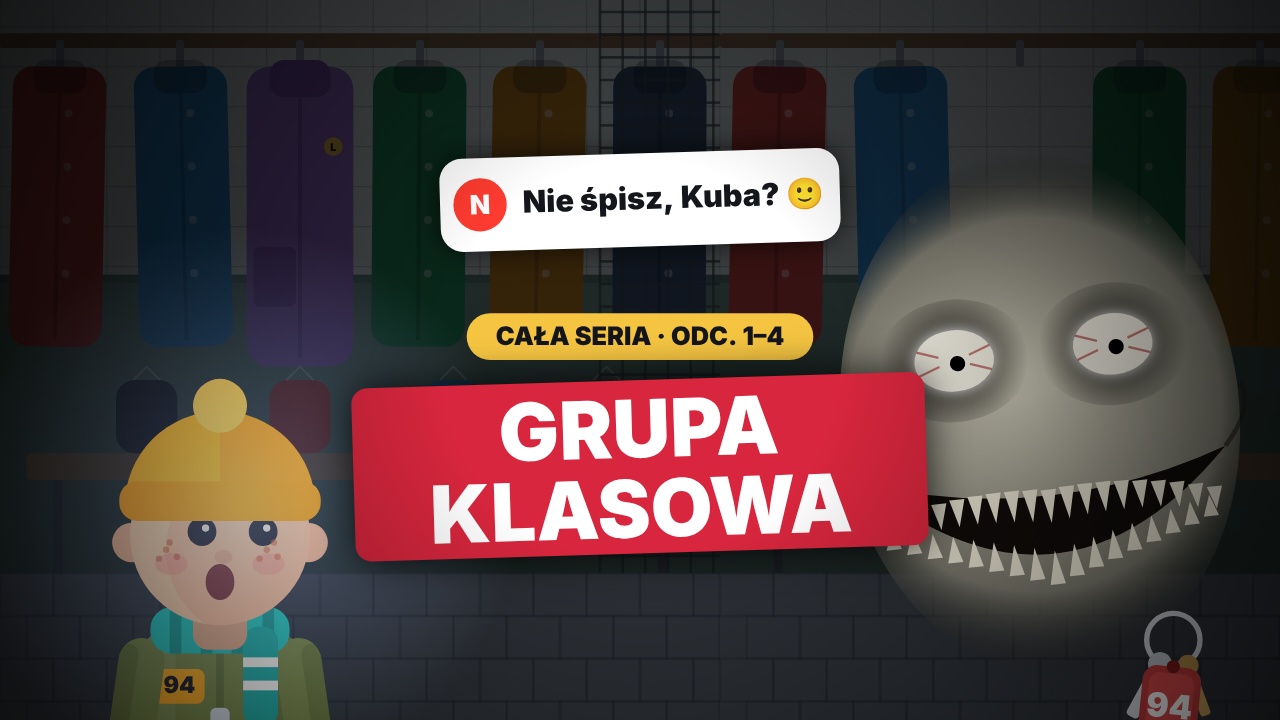 L
N Nie śpisz, Kuba? 🙂
CAŁA SERIA · ODC. 1–4
GRUPA
KLASOWA
94
94